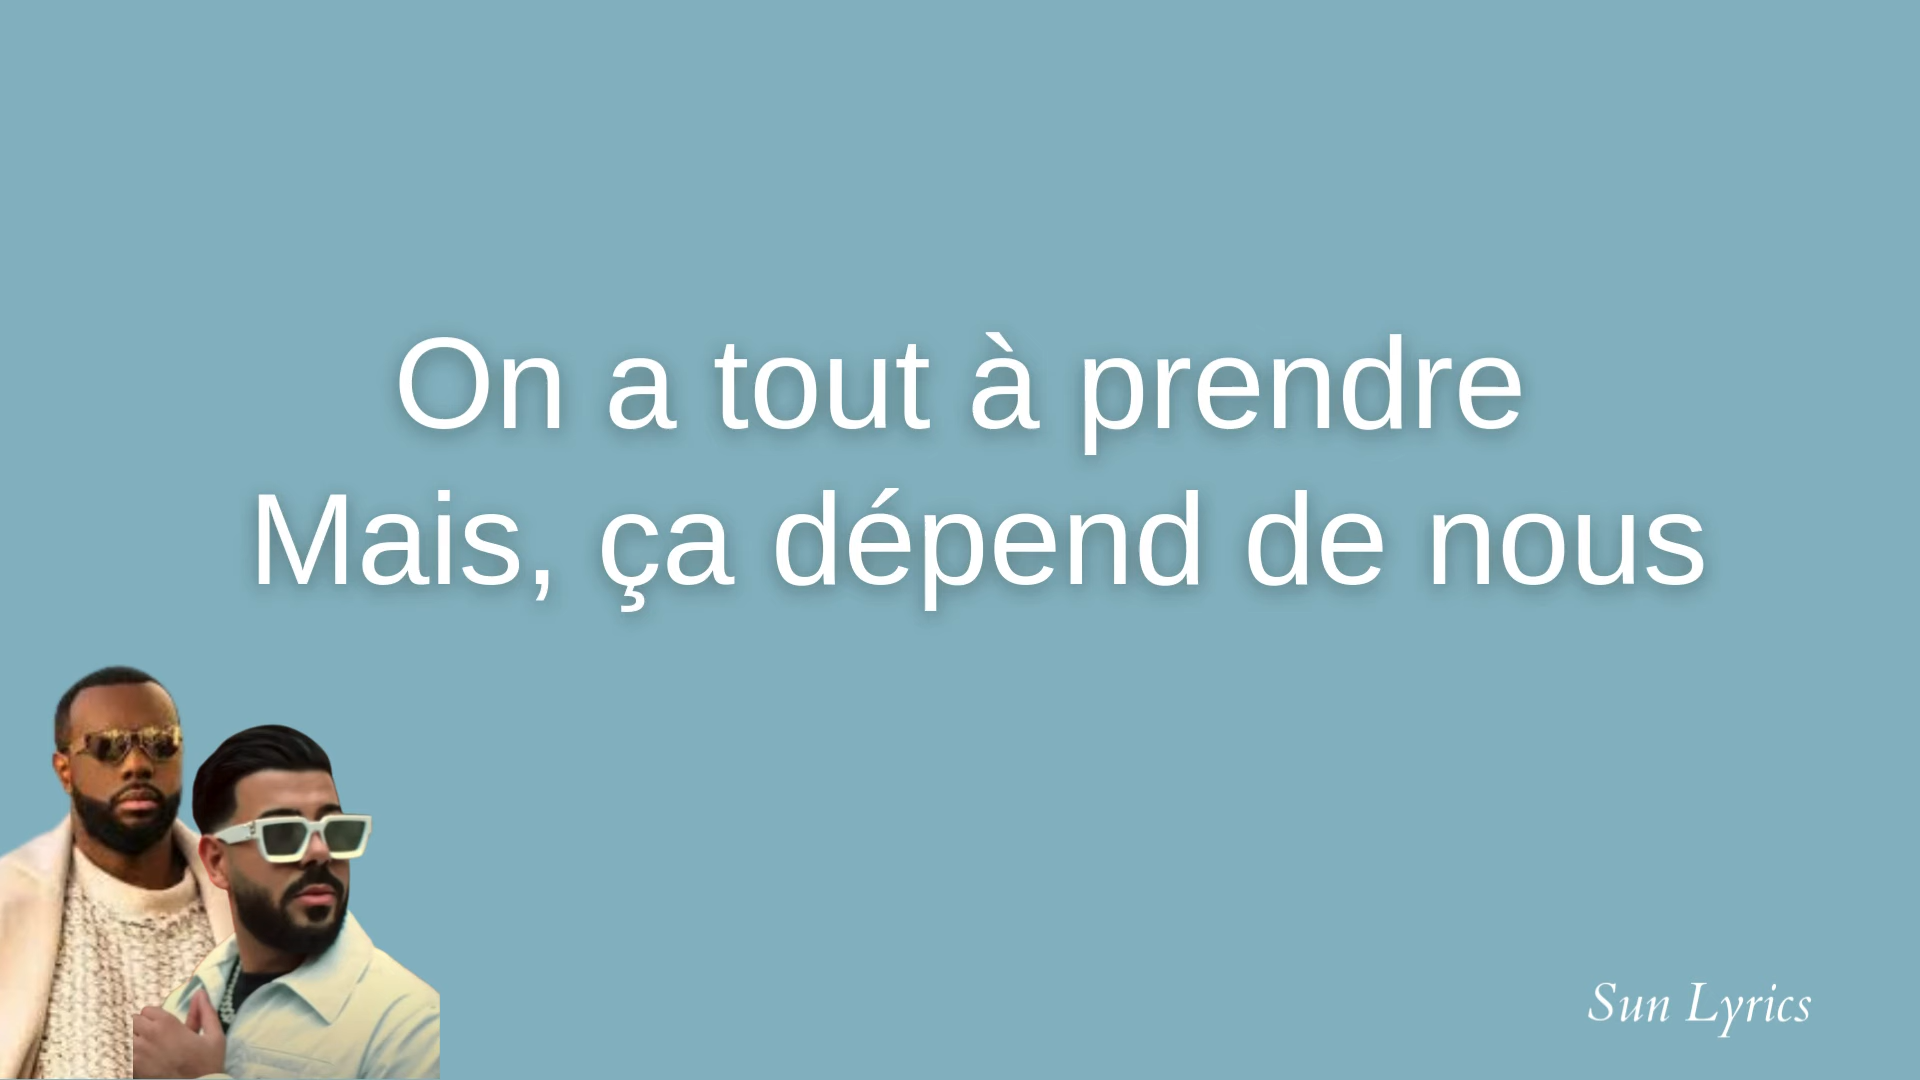 On a tout à prendre
Mais, ça dépend de nous
Sun Lyrics